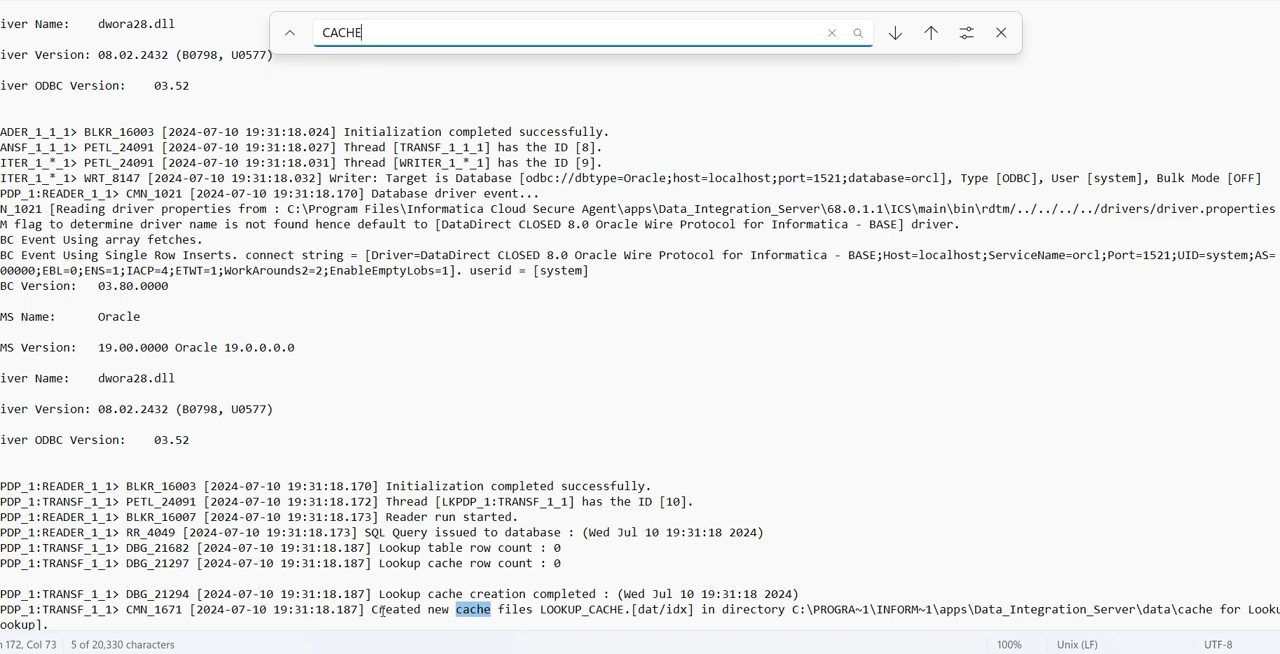 iver Name:    dwora28.dll
CACHE
iver Version: 08.02.2432 (B0798, U0577)
iver ODBC Version:    03.52
ADER_1_1_1> BLKR_16003 [2024-07-10 19:31:18.024] Initialization completed successfully.
ANSF_1_1_1> PETL_24091 [2024-07-10 19:31:18.027] Thread [TRANSF_1_1_1] has the ID [8].
ITER_1_*_1> PETL_24091 [2024-07-10 19:31:18.031] Thread [WRITER_1_*_1] has the ID [9].
ITER_1_*_1> WRT_8147 [2024-07-10 19:31:18.032] Writer: Target is Database [odbc://dbtype=Oracle;host=localhost;port=1521;database=orcl], Type [ODBC], User [system], Bulk Mode [OFF]
PDP_1:READER_1_1> CMN_1021 [2024-07-10 19:31:18.170] Database driver event...
N_1021 [Reading driver properties from : C:\Program Files\Informatica Cloud Secure Agent\apps\Data_Integration_Server\68.0.1.1\ICS\main\bin\rdtm/../../../../drivers/driver.properties
M flag to determine driver name is not found hence default to [DataDirect CLOSED 8.0 Oracle Wire Protocol for Informatica - BASE] driver.
BC Event Using array fetches.
BC Event Using Single Row Inserts. connect string = [Driver=DataDirect CLOSED 8.0 Oracle Wire Protocol for Informatica - BASE;Host=localhost;ServiceName=orcl;Port=1521;UID=system;AS=
00000;EBL=0;ENS=1;IACP=4;ETWT=1;WorkArounds2=2;EnableEmptyLobs=1]. userid = [system]
BC Version:    03.80.0000
MS Name:      Oracle
MS Version:   19.00.0000 Oracle 19.0.0.0.0
iver Name:    dwora28.dll
iver Version: 08.02.2432 (B0798, U0577)
iver ODBC Version:    03.52
PDP_1:READER_1_1> BLKR_16003 [2024-07-10 19:31:18.170] Initialization completed successfully.
PDP_1:TRANSF_1_1> PETL_24091 [2024-07-10 19:31:18.172] Thread [LKPDP_1:TRANSF_1_1] has the ID [10].
PDP_1:READER_1_1> BLKR_16007 [2024-07-10 19:31:18.173] Reader run started.
PDP_1:READER_1_1> RR_4049 [2024-07-10 19:31:18.173] SQL Query issued to database : (Wed Jul 10 19:31:18 2024)
PDP_1:TRANSF_1_1> DBG_21682 [2024-07-10 19:31:18.187] Lookup table row count : 0
PDP_1:TRANSF_1_1> DBG_21297 [2024-07-10 19:31:18.187] Lookup cache row count : 0
PDP_1:TRANSF_1_1> DBG_21294 [2024-07-10 19:31:18.187] Lookup cache creation completed : (Wed Jul 10 19:31:18 2024)
PDP_1:TRANSF_1_1> CMN_1671 [2024-07-10 19:31:18.187] Created new cache files LOOKUP_CACHE.[dat/idx] in directory C:\PROGRA~1\INFORM~1\apps\Data_Integration_Server\data\cache for Looku
ookup].
n 172, Col 73    5 of 20,330 characters    100%    Unix (LF)    UTF-8